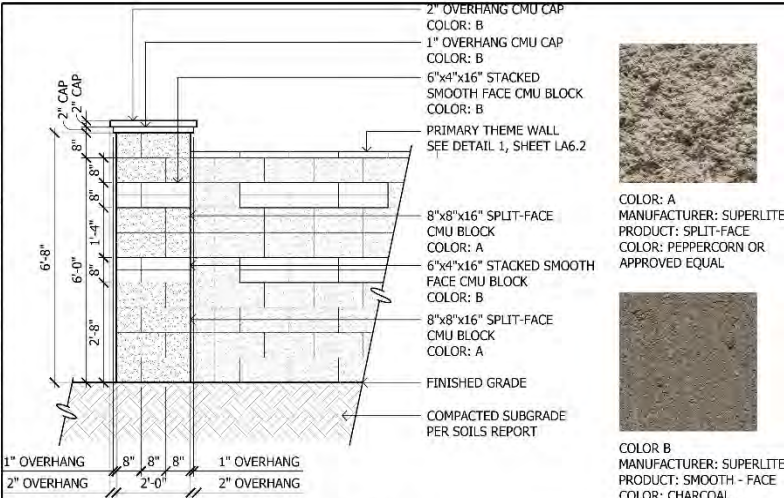 2" OVERHANG CMU CAP
COLOR: B
1" OVERHANG CMU CAP
COLOR: B
6"x4"x16" STACKED
SMOOTH FACE CMU BLOCK
COLOR: B
PRIMARY THEME WALL
SEE DETAIL 1, SHEET LA6.2
8"x8"x16" SPLIT-FACE
CMU BLOCK
COLOR: A
6"x4"x16" STACKED SMOOTH
FACE CMU BLOCK
COLOR: B
8"x8"x16" SPLIT-FACE
CMU BLOCK
COLOR: A
FINISHED GRADE
COMPACTED SUBGRADE
PER SOILS REPORT
2" CAP
2" CAP
8"
8"
8"
1'-4"
8"
2'-8"
6'-0"
6'-8"
1" OVERHANG
8"
8"
8"
1" OVERHANG
2" OVERHANG
2'-0"
2" OVERHANG
COLOR: A
MANUFACTURER: SUPERLITE
PRODUCT: SPLIT-FACE
COLOR: PEPPERCORN OR
APPROVED EQUAL
COLOR B
MANUFACTURER: SUPERLITE
PRODUCT: SMOOTH - FACE
COLOR: CHARCOAL